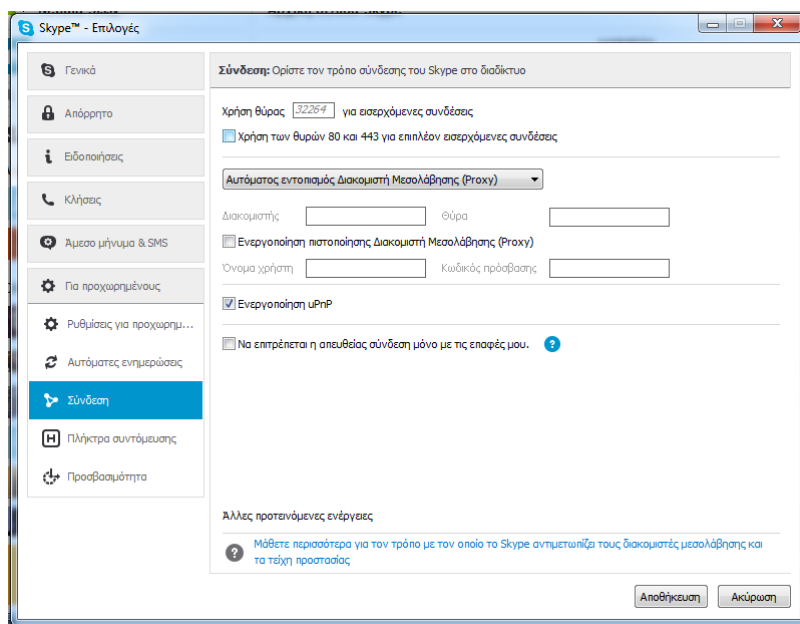 Skype™ - Επιλογές
Γενικά
Απόρρητο
Ειδοποιήσεις
Κλήσεις
Άμεσο μήνυμα & SMS
Για προχωρημένους
Ρυθμίσεις για προχωρημ...
Αυτόματες ενημερώσεις
Σύνδεση
Πλήκτρα συντόμευσης
Προσβασιμότητα
Σύνδεση: Ορίστε τον τρόπο σύνδεσης του Skype στο διαδίκτυο
Χρήση θύρας 32264 για εισερχόμενες συνδέσεις
Χρήση των θυρών 80 και 443 για επιπλέον εισερχόμενες συνδέσεις
Αυτόματος εντοπισμός Διακομιστή Μεσολάβησης (Proxy)
Διακομιστής Θύρα
Ενεργοποίηση πιστοποίησης Διακομιστή Μεσολάβησης (Proxy)
Όνομα χρήστη Κωδικός πρόσβασης
Ενεργοποίηση uPnP
Να επιτρέπεται η απευθείας σύνδεση μόνο με τις επαφές μου.
Άλλες προτεινόμενες ενέργειες
Μάθετε περισσότερα για τον τρόπο με τον οποίο το Skype αντιμετωπίζει τους διακομιστές μεσολάβησης και
τα τείχη προστασίας
Αποθήκευση Ακύρωση